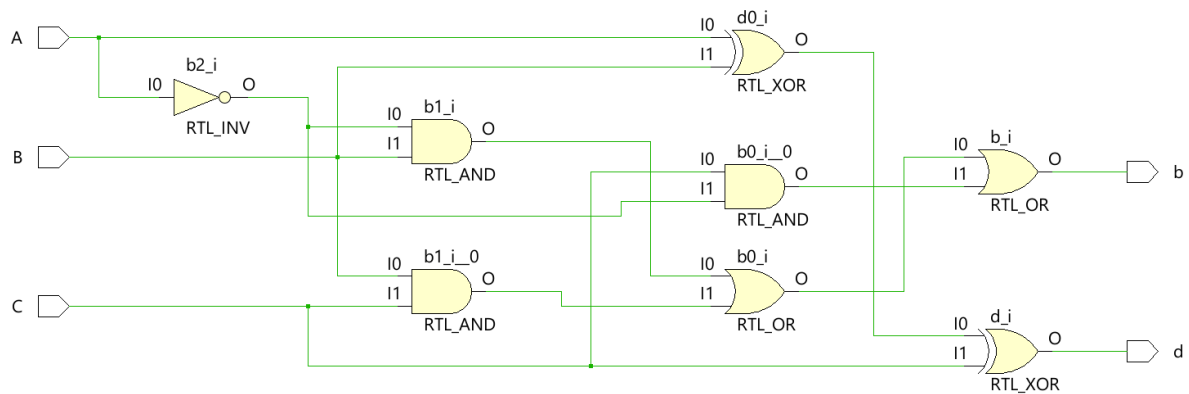 d0_i
A
I0
I1
O
RTL_XOR
b2_i
I0
O
RTL_INV
b1_i
I0
I1
O
RTL_AND
B
b0_i__0
I0
I1
O
RTL_AND
b_i
I0
I1
O
RTL_OR
b
b1_i__0
I0
I1
O
RTL_AND
C
b0_i
I0
I1
O
RTL_OR
d_i
I0
I1
O
RTL_XOR
d